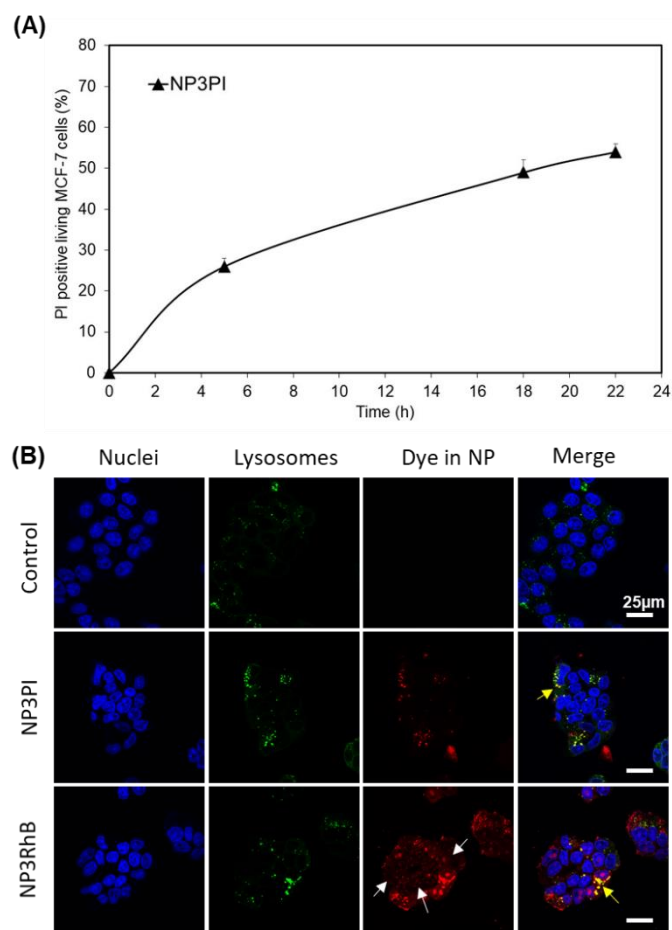 (A)
80
70
60
50
40
30
20
10
0
PI positive living MCF-7 cells (%)
NP3PI
0 2 4 6 8 10 12 14 16 18 20 22 24
Time (h)
(B)
Nuclei Lysosomes Dye in NP Merge
Control
25µm
NP3PI
NP3RhB